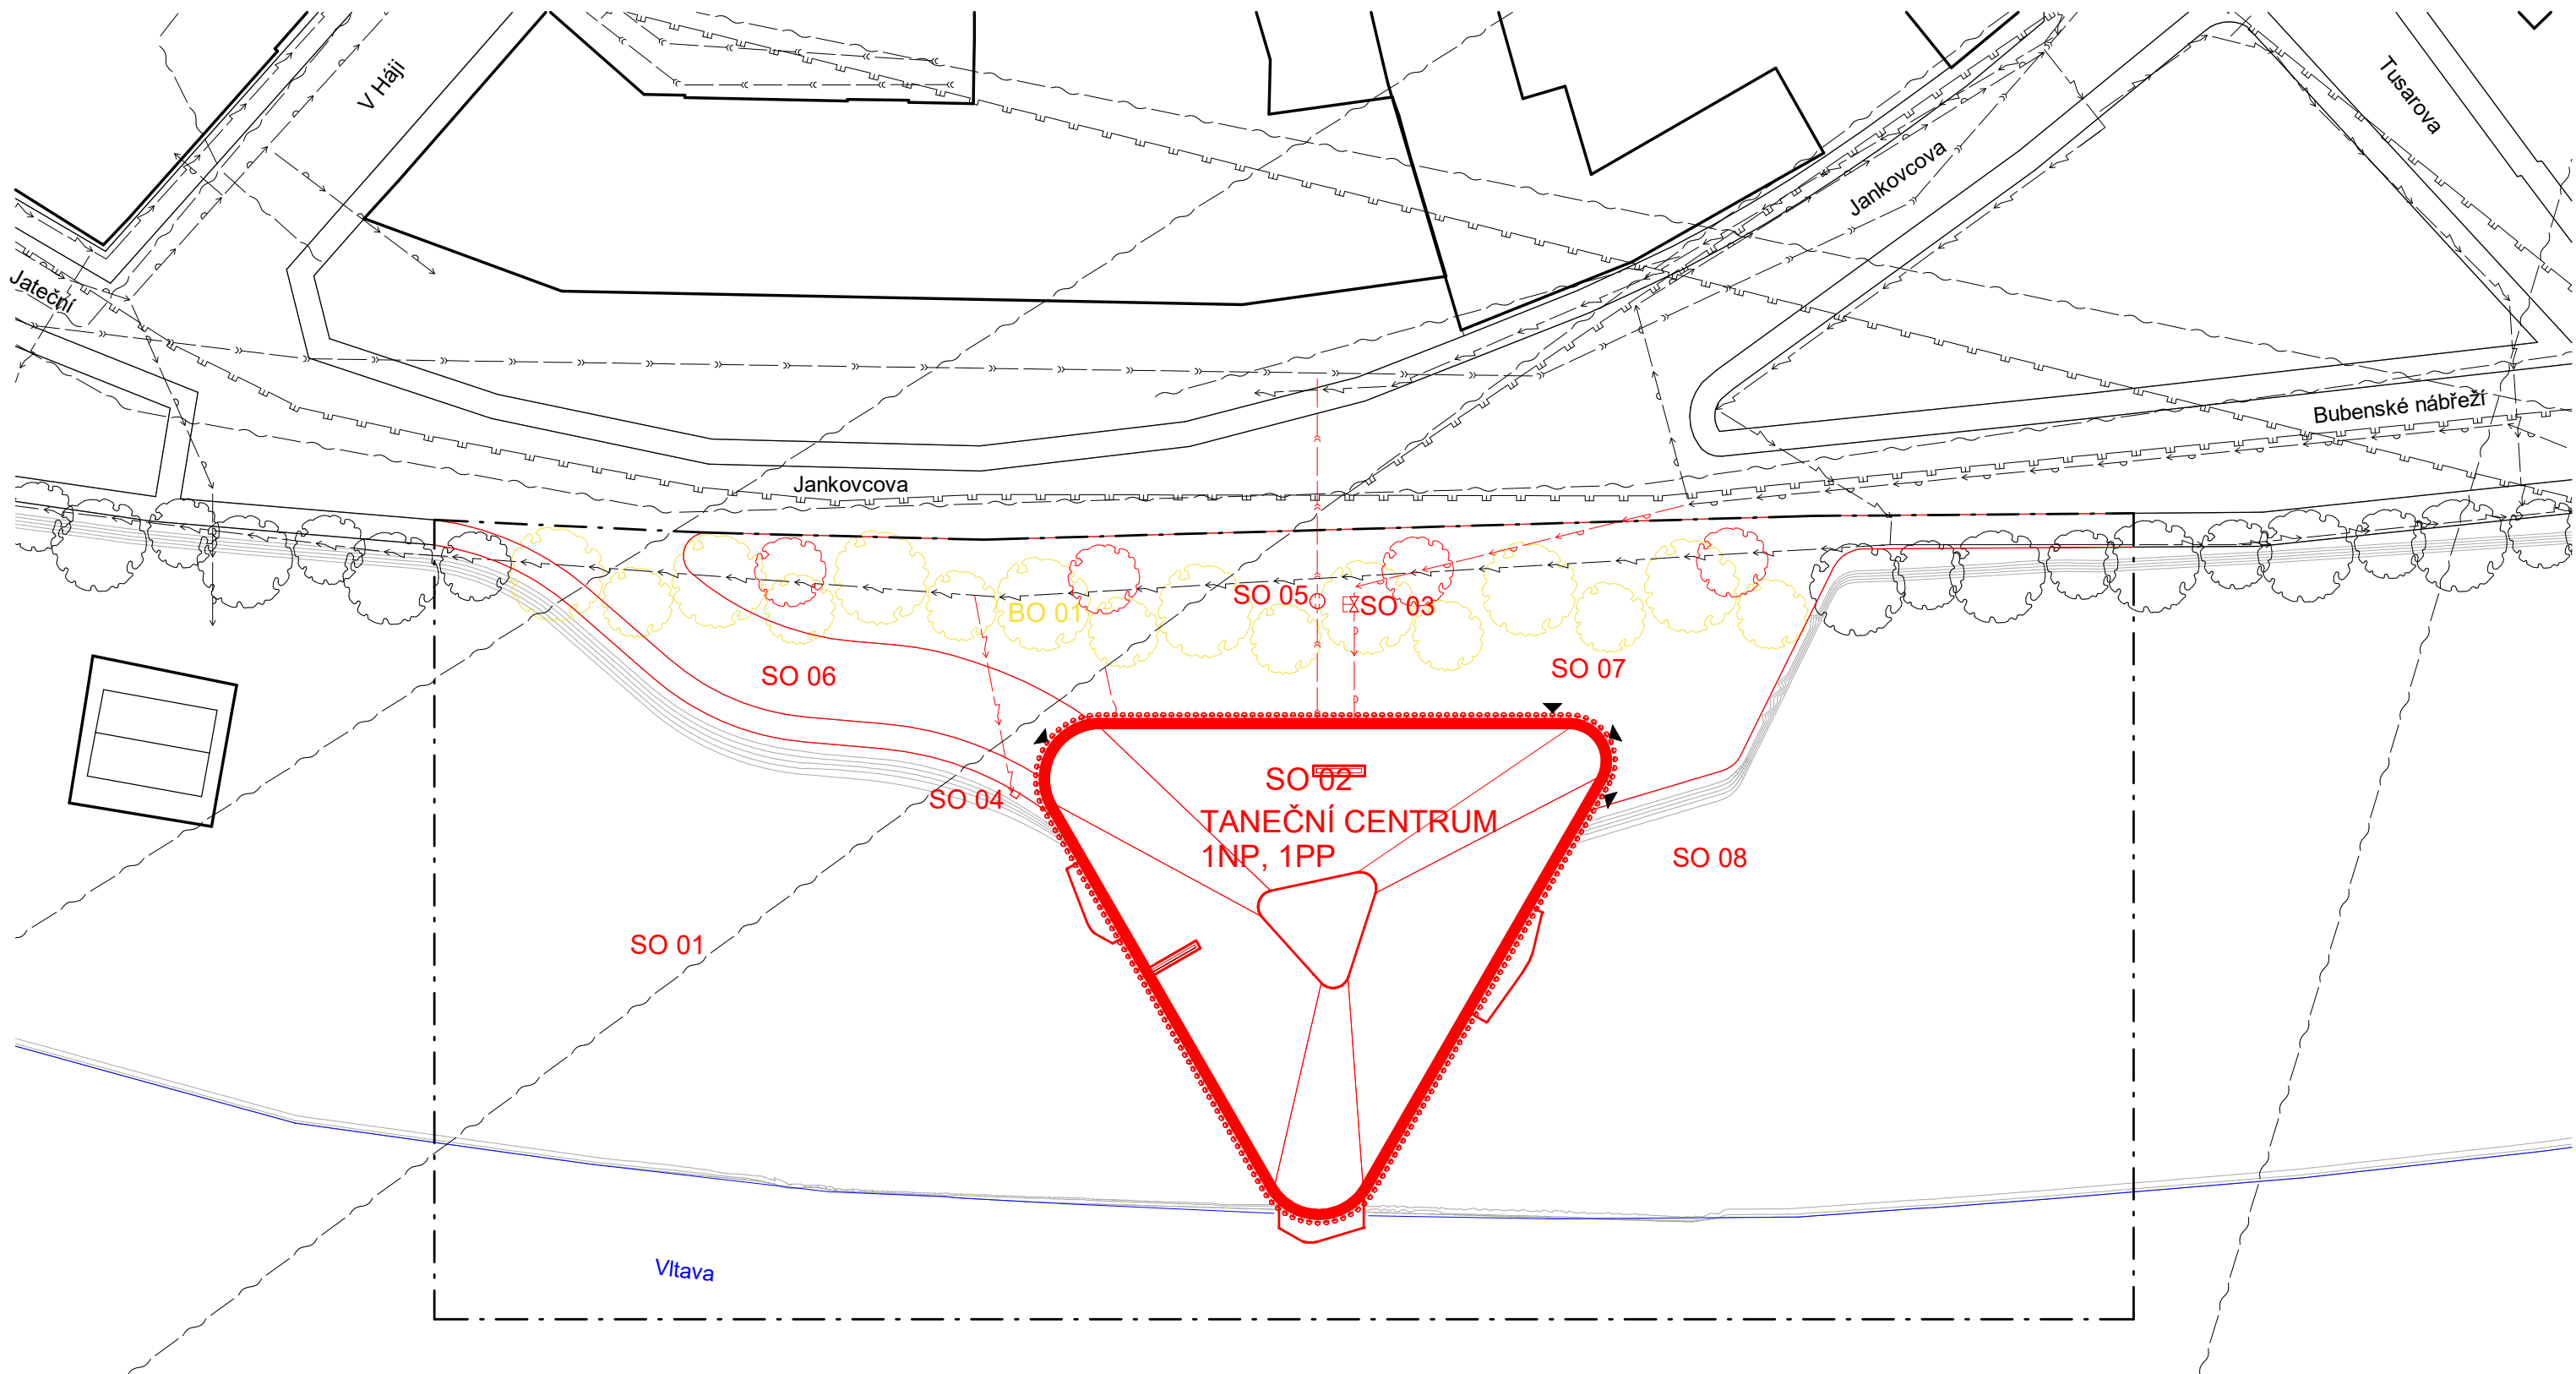 V Háji
Tusarova
Jankovcova
Jateční
Bubenské nábřeží
Jankovcova
SO 05
SO 03
BO 01
SO 06
SO 07
SO 02
SO 04
TANEČNÍ CENTRUM
1NP, 1PP
SO 08
SO 01
Vltava